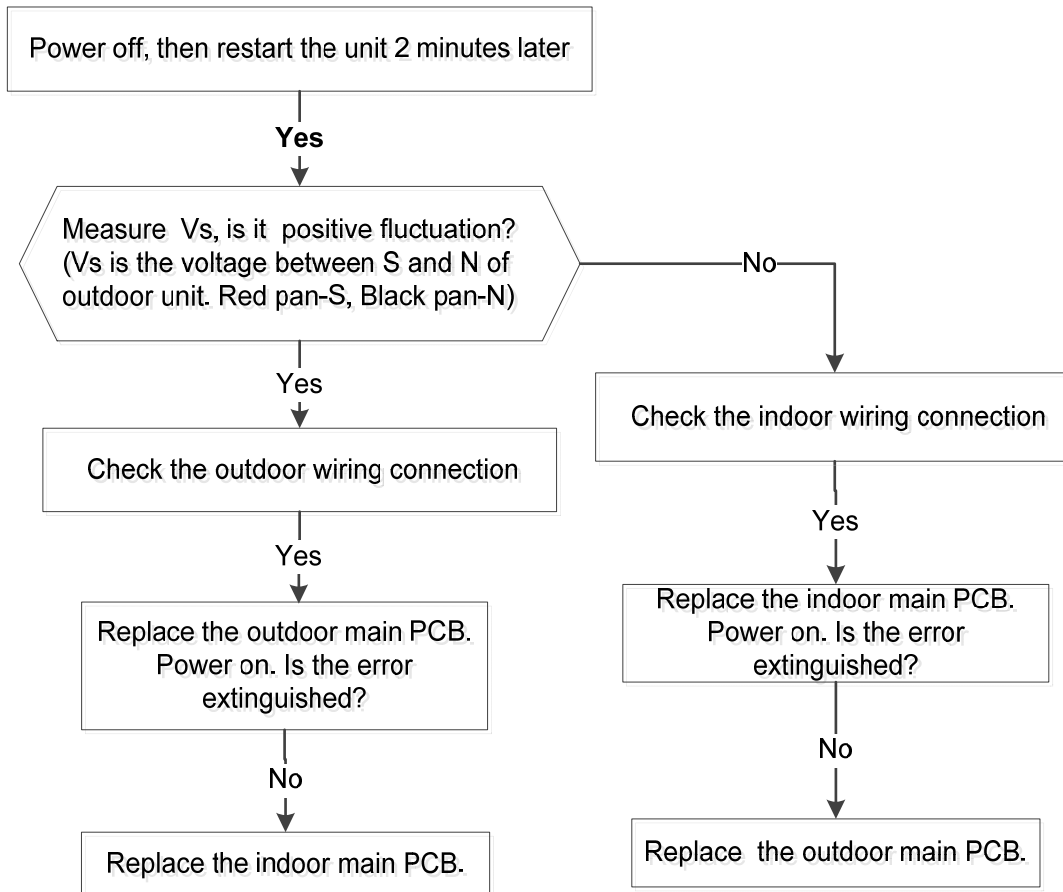 Power off, then restart the unit 2 minutes later
Yes
Measure Vs, is it positive fluctuation?
(Vs is the voltage between S and N of
outdoor unit. Red pan-S, Black pan-N)
No
Yes
Check the indoor wiring connection
Check the outdoor wiring connection
Yes
Yes
Replace the outdoor main PCB.
Power on. Is the error
extinguished?
Replace the indoor main PCB.
Power on. Is the error
extinguished?
No
No
Replace the indoor main PCB.
Replace the outdoor main PCB.